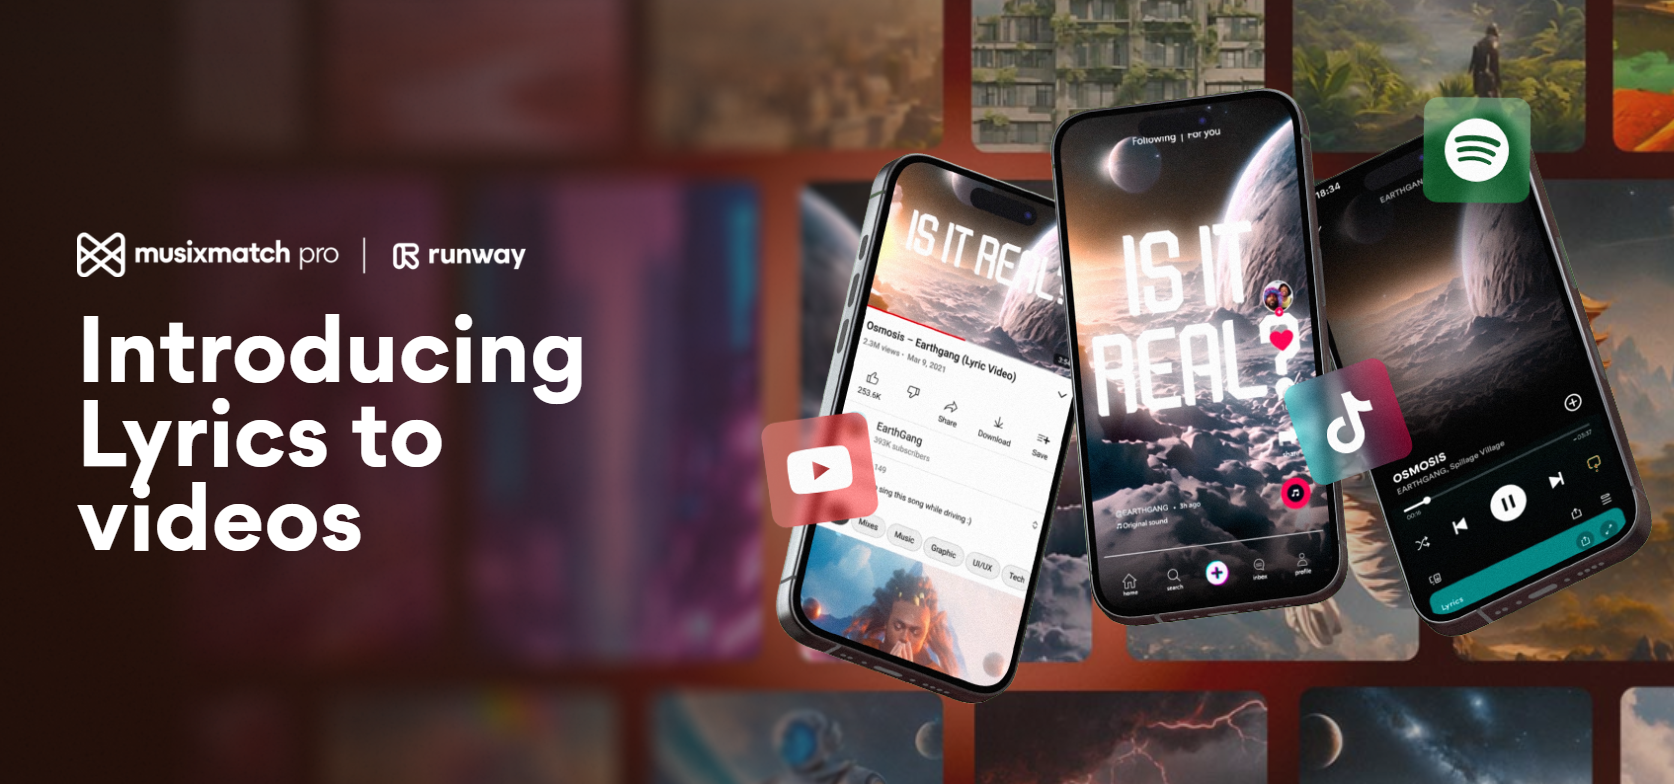 musixmatch pro | runway
Introducing
Lyrics to
videos
IS IT REAL?
Osmosis – Earthgang (Lyric Video)
2.3M views · Mar 9, 2021
253.6K
Share
Download
Save
EarthGang
393K subscribers
149
sing this song while driving ;)
Mixes
Music
Graphic
UI/UX
Tech
Following | For you
IS IT
REAL?
@EARTHGANG • 3h ago
Original sound
home
search
inbox
profile
18:34
EARTHGAN
OSMOSIS
EARTHGANG, Spillage Village
Lyrics